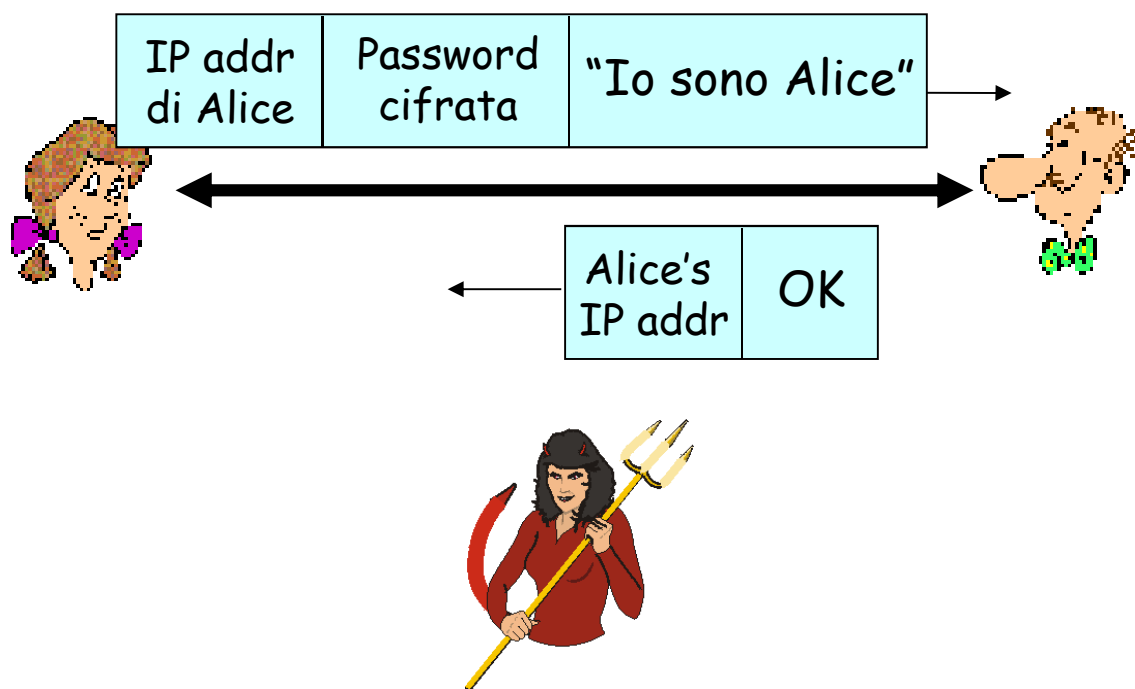 IP addr
di Alice
Password
cifrata
“Io sono Alice”
Alice’s
IP addr
OK